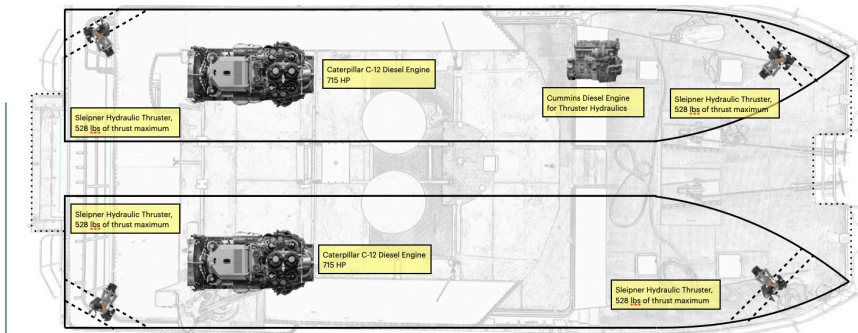 Caterpillar C-12 Diesel Engine
715 HP
Cummins Diesel Engine
for Thruster Hydraulics
Sleipner Hydraulic Thruster,
528 lbs of thrust maximum
Sleipner Hydraulic Thruster,
528 lbs of thrust maximum
Sleipner Hydraulic Thruster,
528 lbs of thrust maximum
Caterpillar C-12 Diesel Engine
715 HP
Sleipner Hydraulic Thruster,
528 lbs of thrust maximum